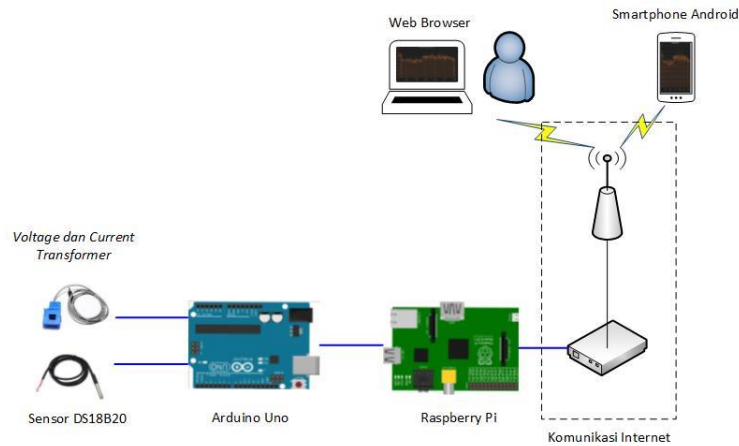 Web Browser
Smartphone Android
Voltage dan Current
Transformer
Sensor DS18B20
Arduino Uno
Raspberry Pi
Komunikasi Internet